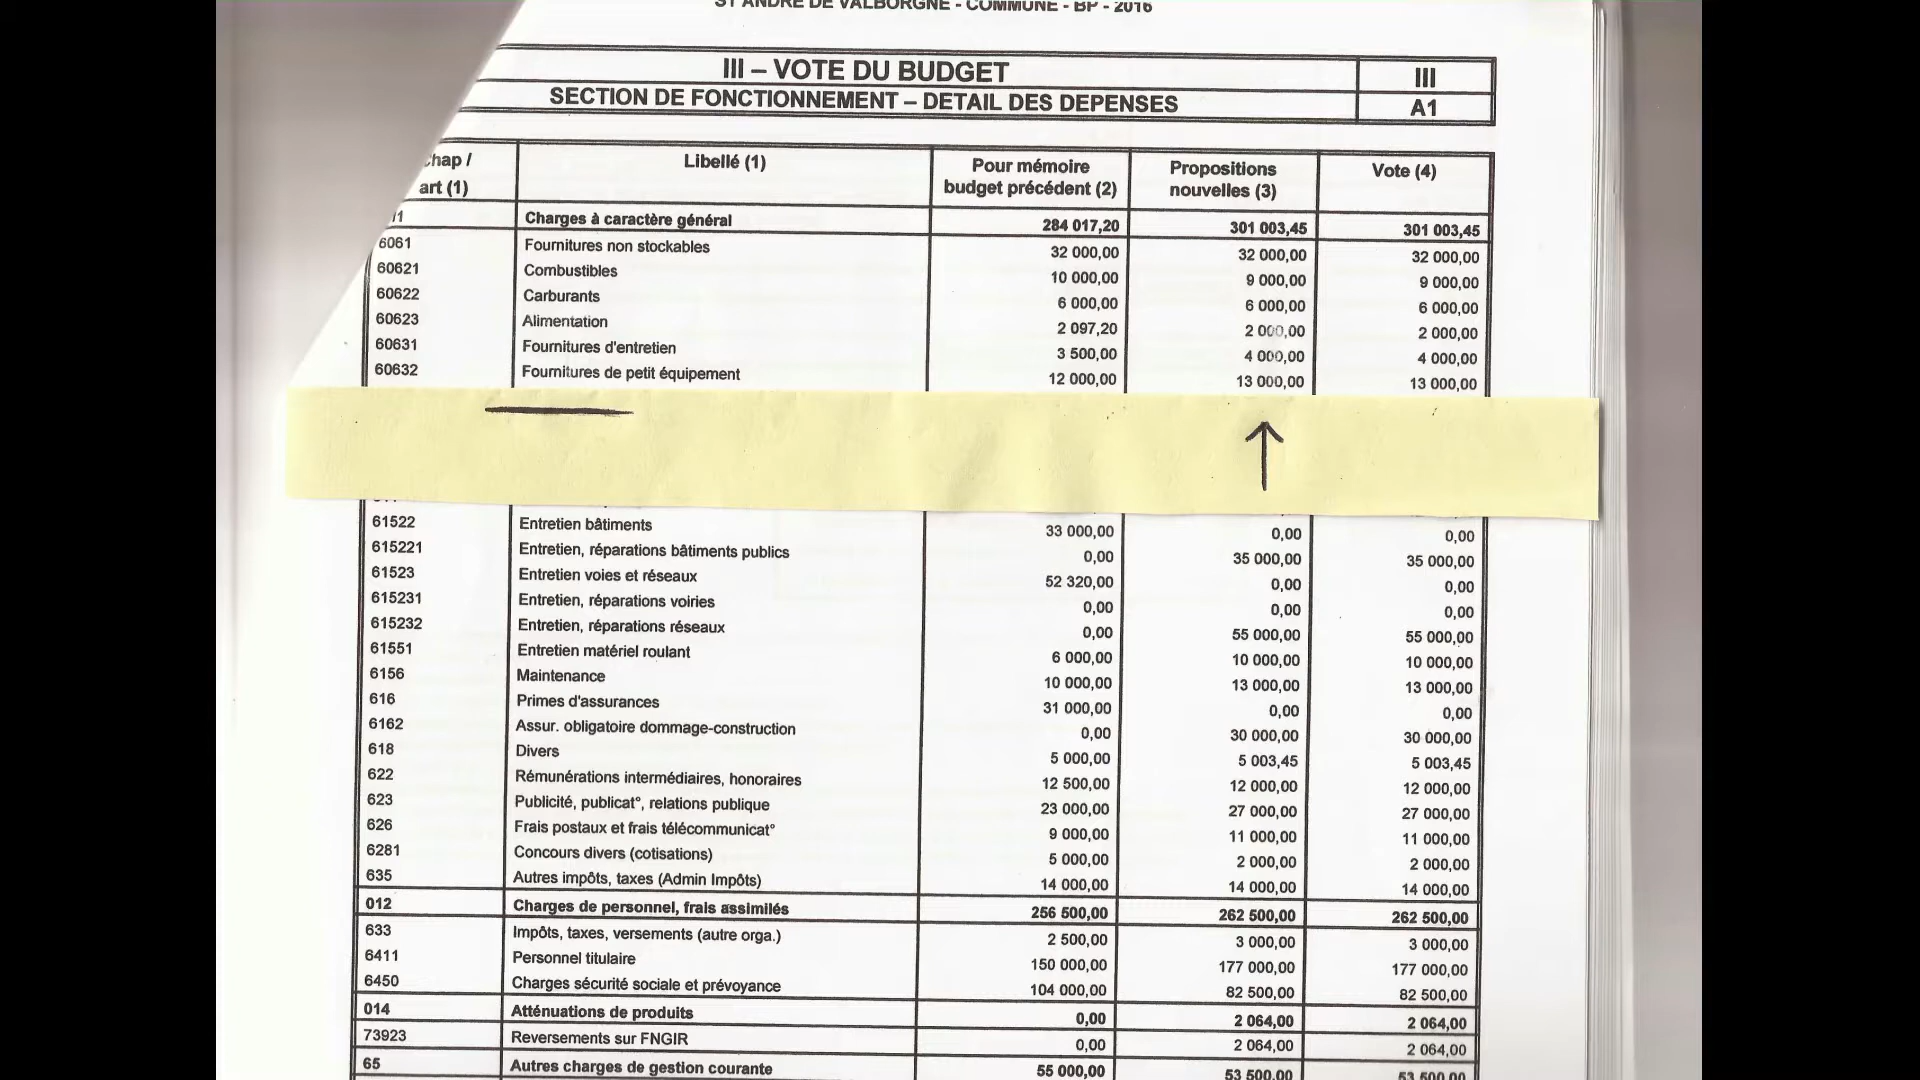 ST ANDRE DE VALBORGNE - COMMUNE - BP - 2016
III – VOTE DU BUDGET III
SECTION DE FONCTIONNEMENT – DETAIL DES DEPENSES A1
hap / art (1) Libellé (1) Pour mémoire budget précédent (2) Propositions nouvelles (3) Vote (4)
11 Charges à caractère général 284 017,20 301 003,45 301 003,45
6061 Fournitures non stockables 32 000,00 32 000,00 32 000,00
60621 Combustibles 10 000,00 9 000,00 9 000,00
60622 Carburants 6 000,00 6 000,00 6 000,00
60623 Alimentation 2 097,20 2 000,00 2 000,00
60631 Fournitures d'entretien 3 500,00 4 000,00 4 000,00
60632 Fournitures de petit équipement 12 000,00 13 000,00 13 000,00
61522 Entretien bâtiments 33 000,00 0,00 0,00
615221 Entretien, réparations bâtiments publics 0,00 35 000,00 35 000,00
61523 Entretien voies et réseaux 52 320,00 0,00 0,00
615231 Entretien, réparations voiries 0,00 0,00 0,00
615232 Entretien, réparations réseaux 0,00 55 000,00 55 000,00
61551 Entretien matériel roulant 6 000,00 10 000,00 10 000,00
6156 Maintenance 10 000,00 13 000,00 13 000,00
616 Primes d'assurances 31 000,00 0,00 0,00
6162 Assur. obligatoire dommage-construction 0,00 30 000,00 30 000,00
618 Divers 5 000,00 5 003,45 5 003,45
622 Rémunérations intermédiaires, honoraires 12 500,00 12 000,00 12 000,00
623 Publicité, publicat°, relations publique 23 000,00 27 000,00 27 000,00
626 Frais postaux et frais télécommunicat° 9 000,00 11 000,00 11 000,00
6281 Concours divers (cotisations) 5 000,00 2 000,00 2 000,00
635 Autres impôts, taxes (Admin Impôts) 14 000,00 14 000,00 14 000,00
012 Charges de personnel, frais assimilés 256 500,00 262 500,00 262 500,00
633 Impôts, taxes, versements (autre orga.) 2 500,00 3 000,00 3 000,00
6411 Personnel titulaire 150 000,00 177 000,00 177 000,00
6450 Charges sécurité sociale et prévoyance 104 000,00 82 500,00 82 500,00
014 Atténuations de produits 0,00 2 064,00 2 064,00
73923 Reversements sur FNGIR 0,00 2 064,00 2 064,00
65 Autres charges de gestion courante 55 000,00 53 500,00 53 500,00